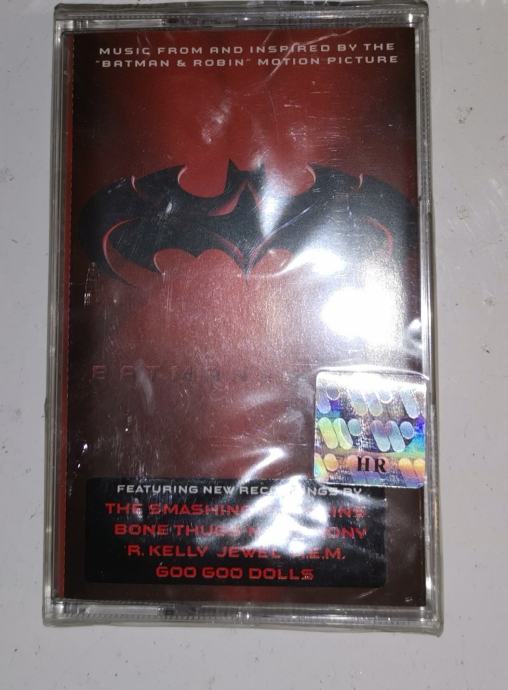 MUSIC FROM AND INSPIRED BY THE
"BATMAN & ROBIN" MOTION PICTURE
HR
FEATURING NEW RECORDINGS BY
THE SMASHING
BONE THUGS
R. KELLY JEWEL R.E.M.
GOO GOO DOLLS